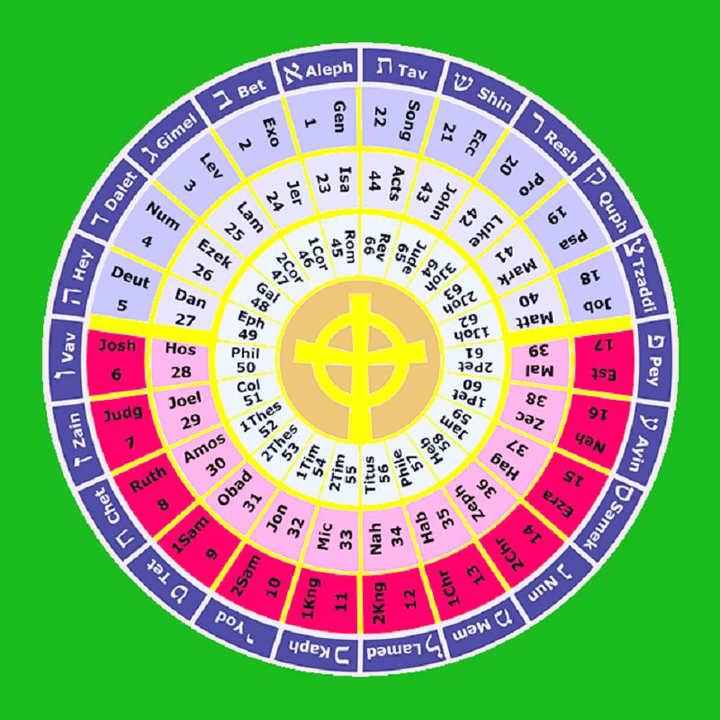 א Aleph
ב Bet
ג Gimel
ד Dalet
ה Hey
ו Vav
ז Zain
ח Chet
ט Tet
י Yod
כ Kaph
ל Lamed
מ Mem
נ Nun
ס Samek
ע Ayin
פ Pey
צ Tzaddi
ק Quph
ר Resh
ש Shin
ת Tav
Gen
1
Exo
2
Lev
3
Num
4
Deut
5
Josh
6
Judg
7
Ruth
8
1Sam
9
2Sam
10
1Kng
11
2Kng
12
1Chr
13
2Chr
14
Ezra
15
Neh
16
Est
17
Job
18
Psa
19
Pro
20
Ecc
21
Song
22
Isa
23
Jer
24
Lam
25
Ezek
26
Dan
27
Hos
28
Joel
29
Amos
30
Obad
31
Jon
32
Mic
33
Nah
34
Hab
35
Zeph
36
Hag
37
Zec
38
Mal
39
Matt
40
Mark
41
Luke
42
John
43
Acts
44
Rom
45
1Cor
46
2Cor
47
Gal
48
Eph
49
Phil
50
Col
51
1Thes
52
2Thes
53
1Tim
54
2Tim
55
Titus
56
Phile
57
Heb
58
Jam
59
1Pet
60
2Pet
61
1Joh
62
2Joh
63
3Joh
64
Jude
65
Rev
66